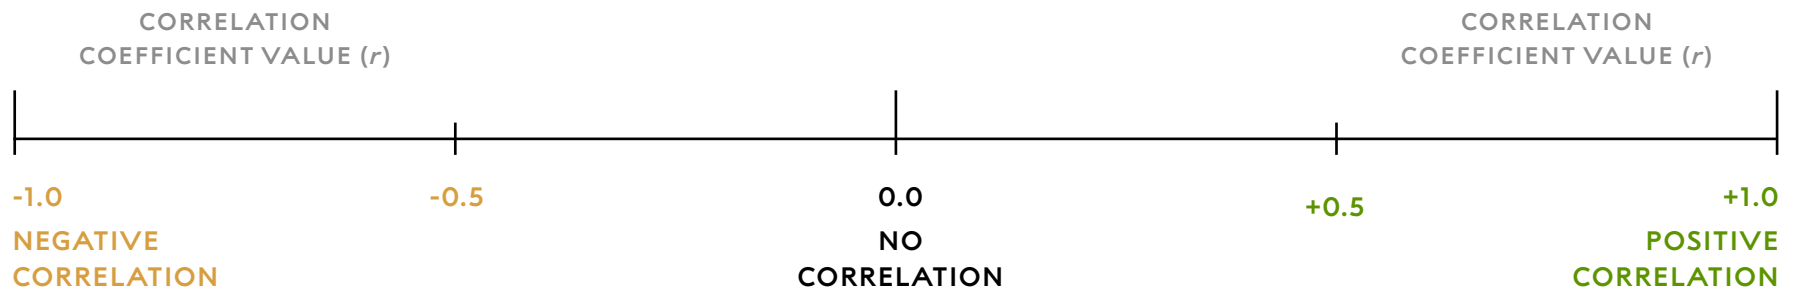 CORRELATION
COEFFICIENT VALUE (r)
CORRELATION
COEFFICIENT VALUE (r)
-1.0
-0.5
0.0
+0.5
+1.0
NEGATIVE
CORRELATION
NO
CORRELATION
POSITIVE
CORRELATION